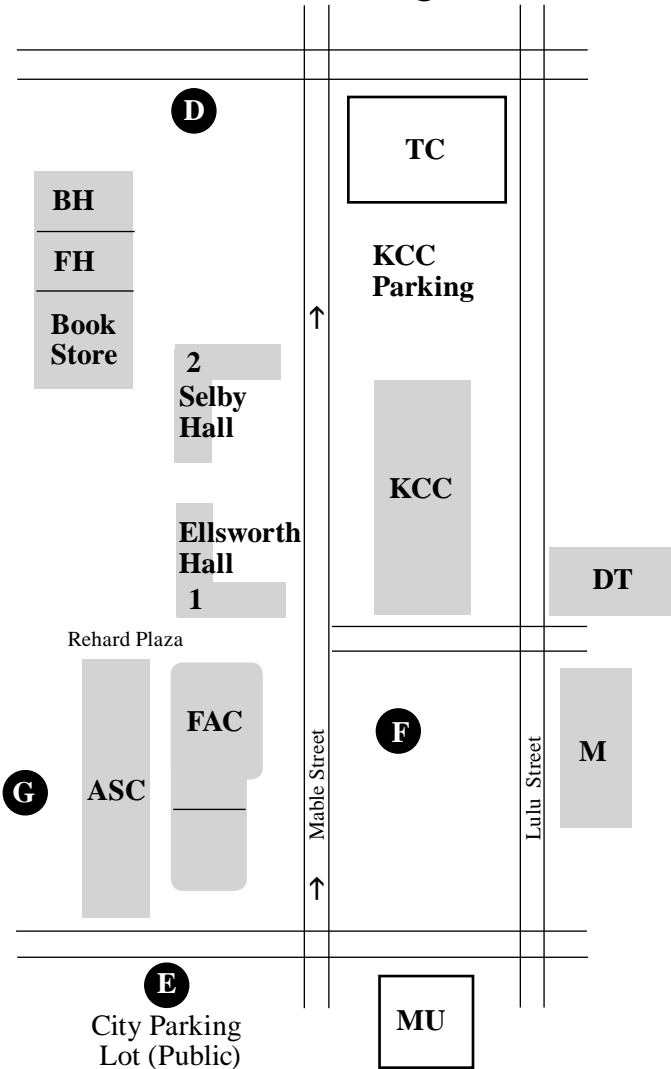 D
TC
BH
FH
KCC
Parking
Book
Store
2
Selby
Hall
KCC
Ellsworth
Hall
1
DT
Rehard Plaza
FAC
F
M
G
ASC
Mable Street
Lulu Street
E
City Parking
Lot (Public)
MU